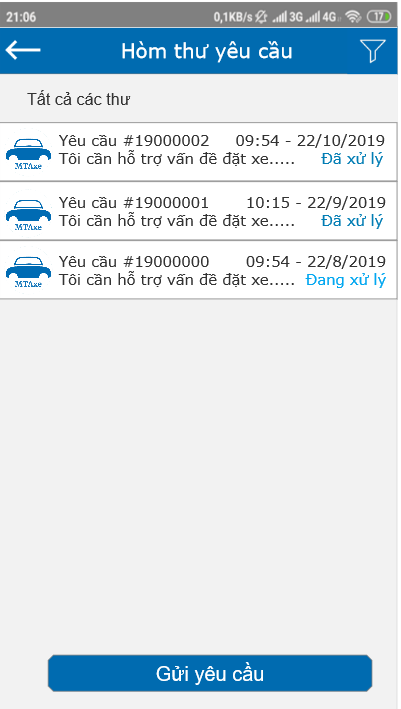 21:06 0,1KB/s 3G 4G 17
Hòm thư yêu cầu
Tất cả các thư
Yêu cầu #19000002 09:54 - 22/10/2019
Tôi cần hỗ trợ vấn đề đặt xe..... Đã xử lý
MTAxe
Yêu cầu #19000001 10:15 - 22/9/2019
Tôi cần hỗ trợ vấn đề đặt xe..... Đã xử lý
MTAxe
Yêu cầu #19000000 09:54 - 22/8/2019
Tôi cần hỗ trợ vấn đề đặt xe..... Đang xử lý
MTAxe
Gửi yêu cầu